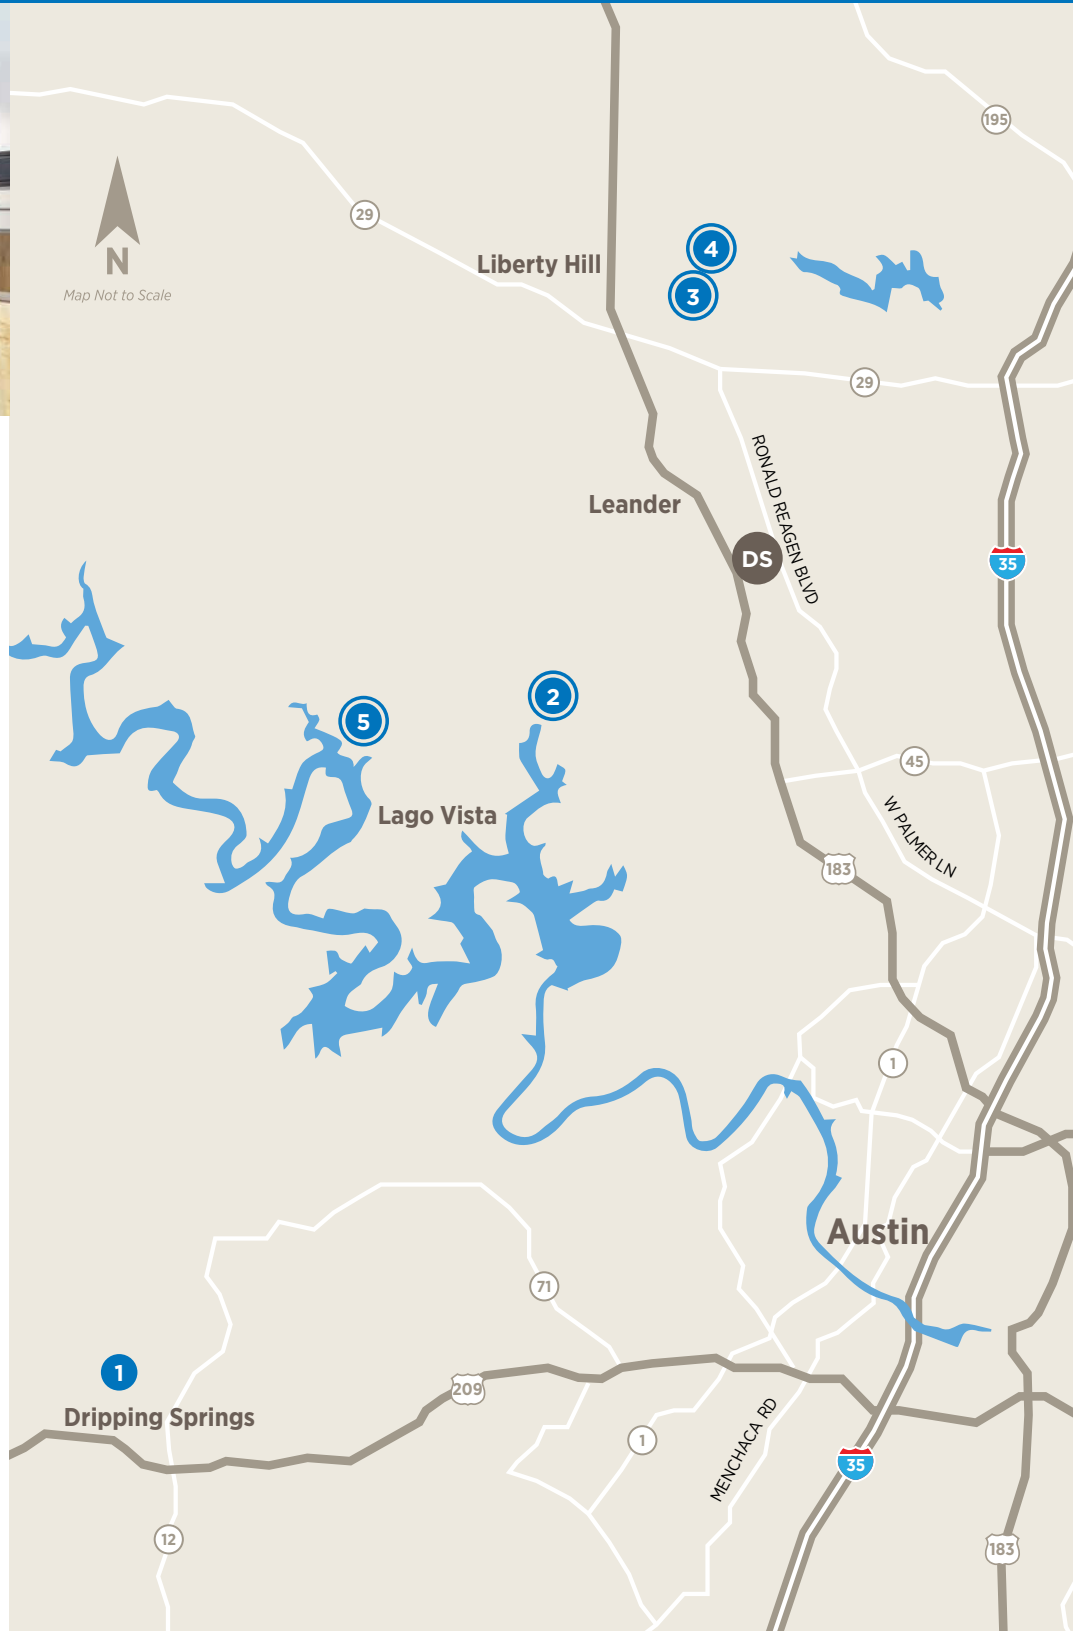 195
29
N
Map Not to Scale
Liberty Hill
4
3
29
RONALD REAGEN BLVD
Leander
DS
35
2
5
45
Lago Vista
W PALMER LN
183
1
Austin
71
1
209
Dripping Springs
MENCHACA RD
1
35
12
183